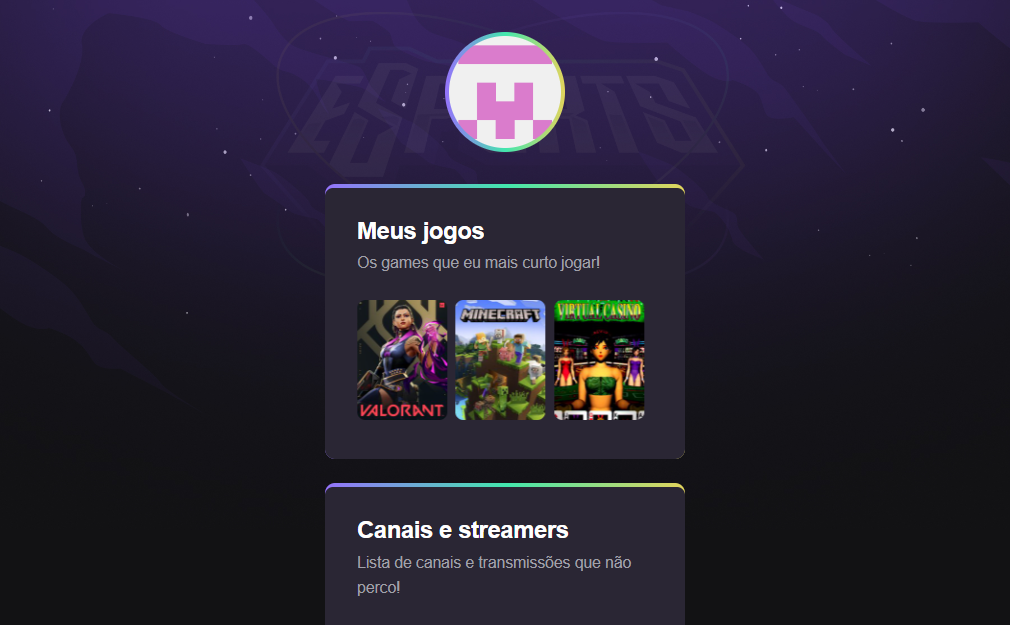 ESPORTS
Meus jogos
Os games que eu mais curto jogar!
VALORANT
MINECRAFT
VIRTUAL CASINO
Canais e streamers
Lista de canais e transmissões que não
perco!